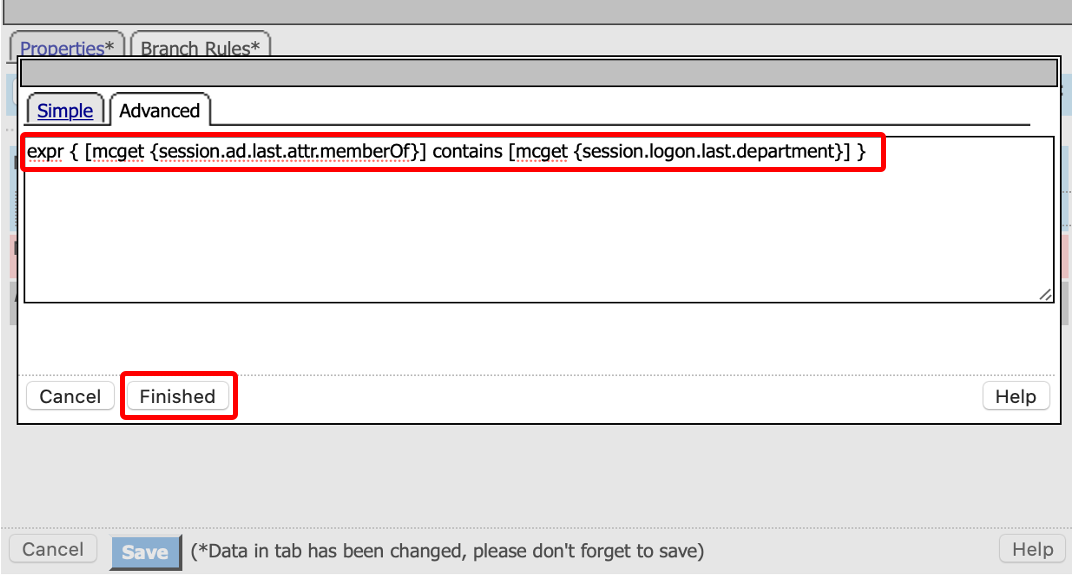 Properties* Branch Rules*
Simple Advanced
expr { [mcget {session.ad.last.attr.memberOf}] contains [mcget {session.logon.last.department}] }
Cancel Finished Help
Cancel Save (*Data in tab has been changed, please don't forget to save) Help